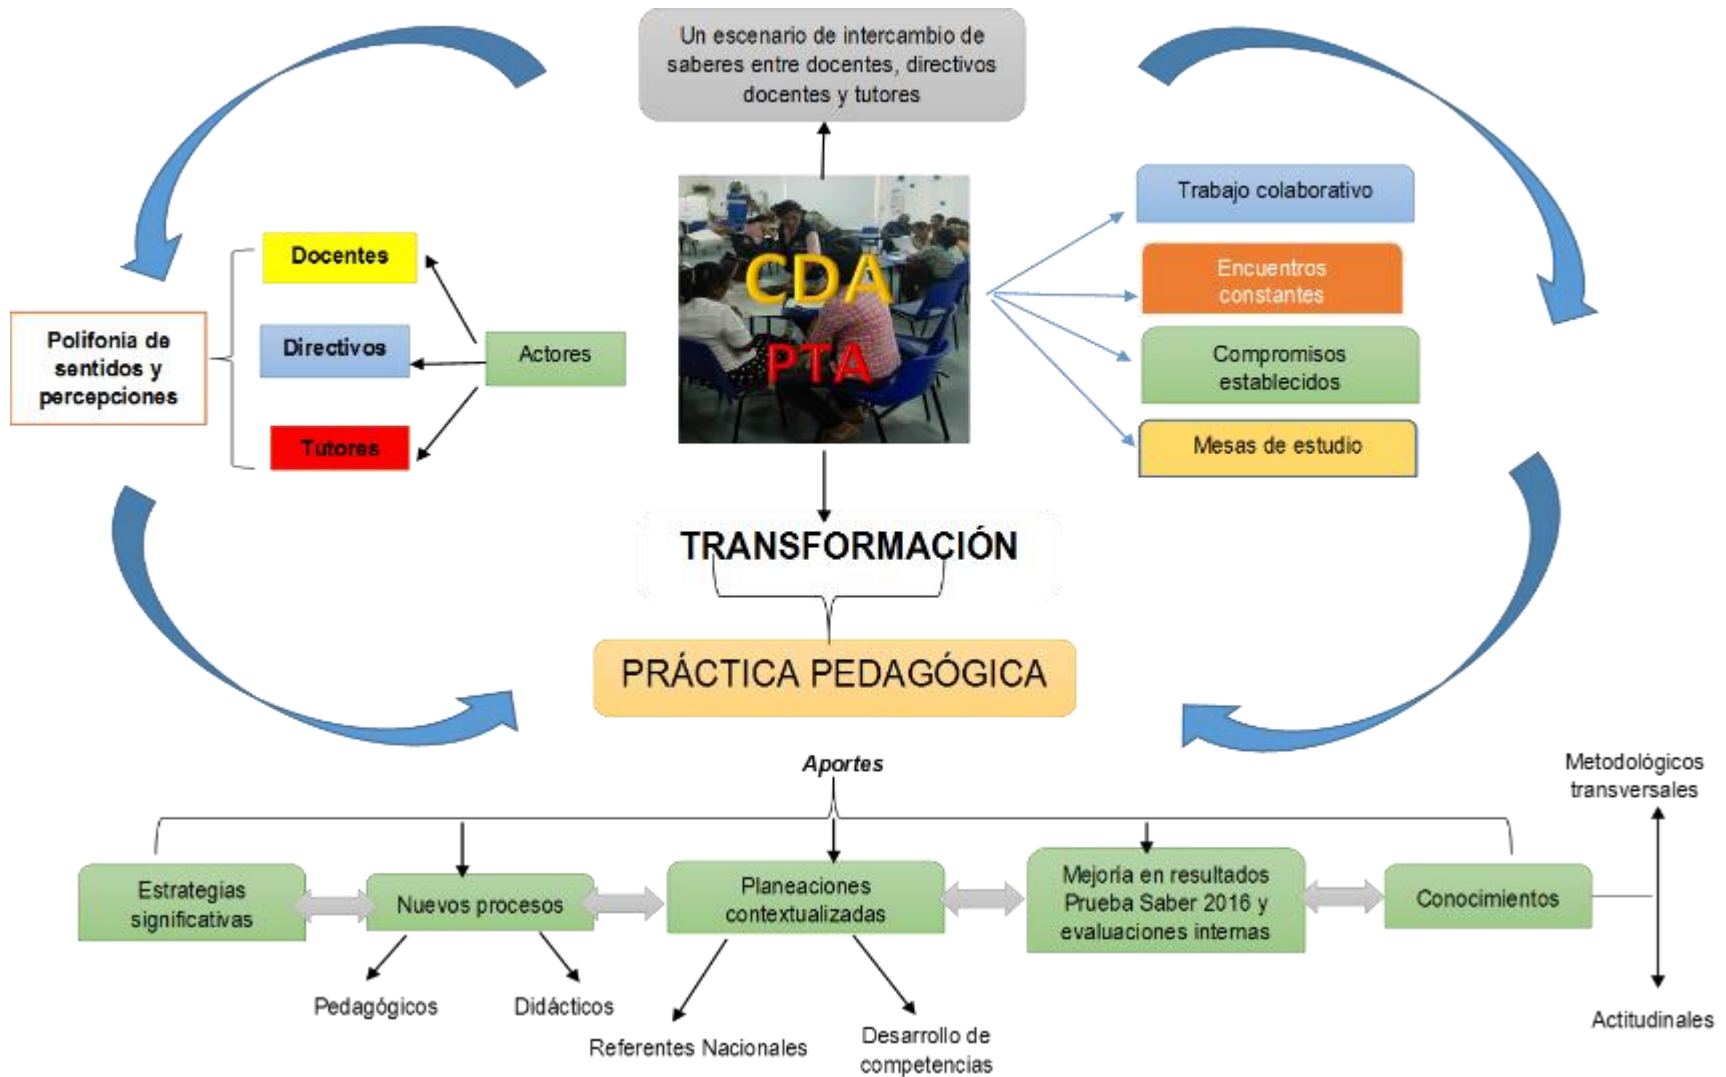 Un escenario de intercambio de
saberes entre docentes, directivos
docentes y tutores
CDA
PTA
Trabajo colaborativo
Encuentros
constantes
Compromisos
establecidos
Mesas de estudio
Docentes
Directivos
Tutores
Actores
Polifonía de
sentidos y
percepciones
TRANSFORMACIÓN
PRÁCTICA PEDAGÓGICA
Aportes
Estrategias
significativas
Nuevos procesos
Planeaciones
contextualizadas
Mejoría en resultados
Prueba Saber 2016 y
evaluaciones internas
Conocimientos
Metodológicos
transversales
Actitudinales
Pedagógicos
Didácticos
Referentes Nacionales
Desarrollo de
competencias